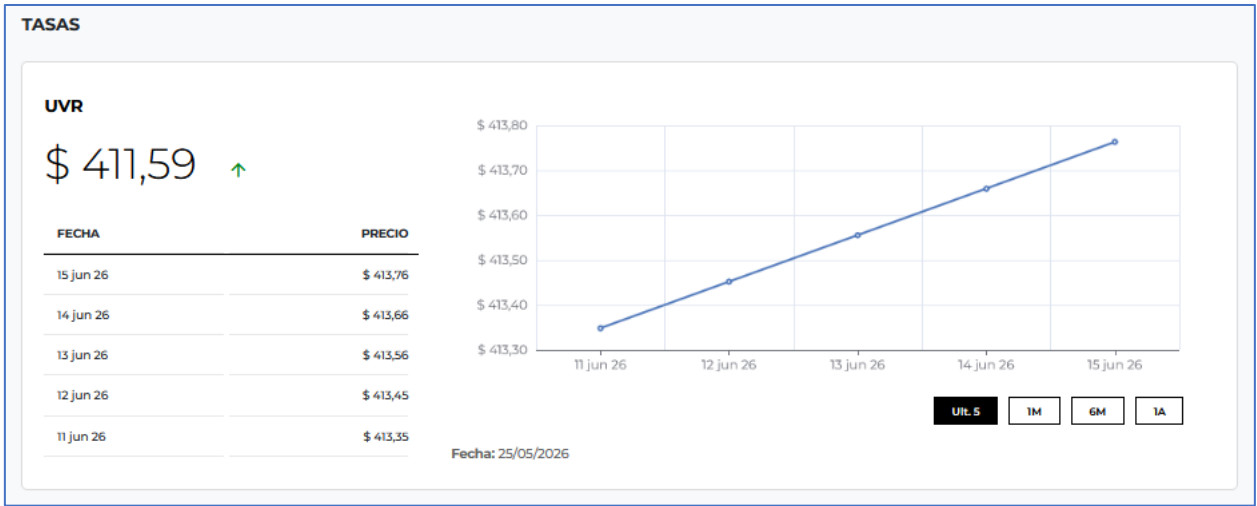 TASAS
UVR
$ 411,59
FECHA PRECIO
15 jun 26 $ 413,76
14 jun 26 $ 413,66
13 jun 26 $ 413,56
12 jun 26 $ 413,45
11 jun 26 $ 413,35
$ 413,80
$ 413,70
$ 413,60
$ 413,50
$ 413,40
$ 413,30
11 jun 26 12 jun 26 13 jun 26 14 jun 26 15 jun 26
Ult. 5 1M 6M 1A
Fecha: 25/05/2026